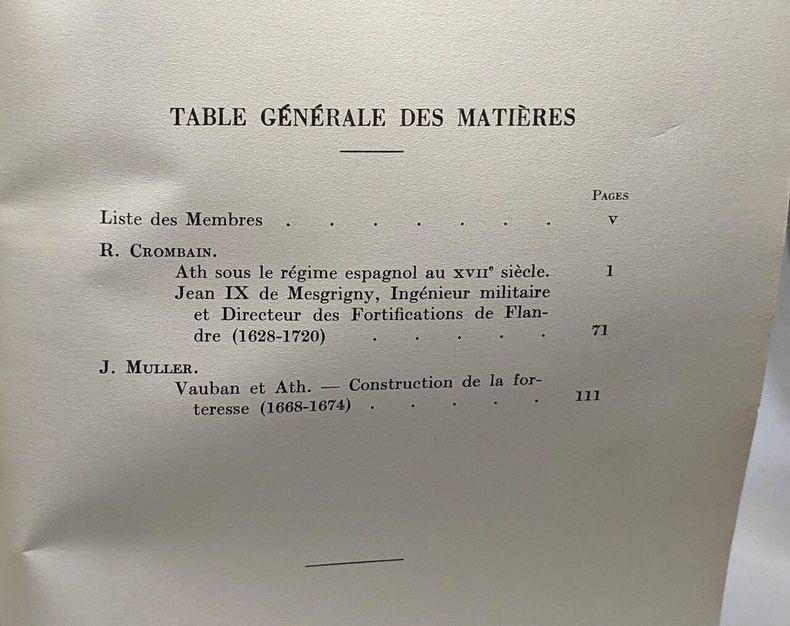 TABLE GÉNÉRALE DES MATIÈRES
PAGES
Liste des Membres . . . . . . . V
R. CROMBAIN.
Ath sous le régime espagnol au XVIIe siècle. 1
Jean IX de Mesgrigny, Ingénieur militaire
et Directeur des Fortifications de Flan-
dre (1628-1720) . . . . . 71
J. MULLER.
Vauban et Ath. — Construction de la for-
teresse (1668-1674) . . . . . 111